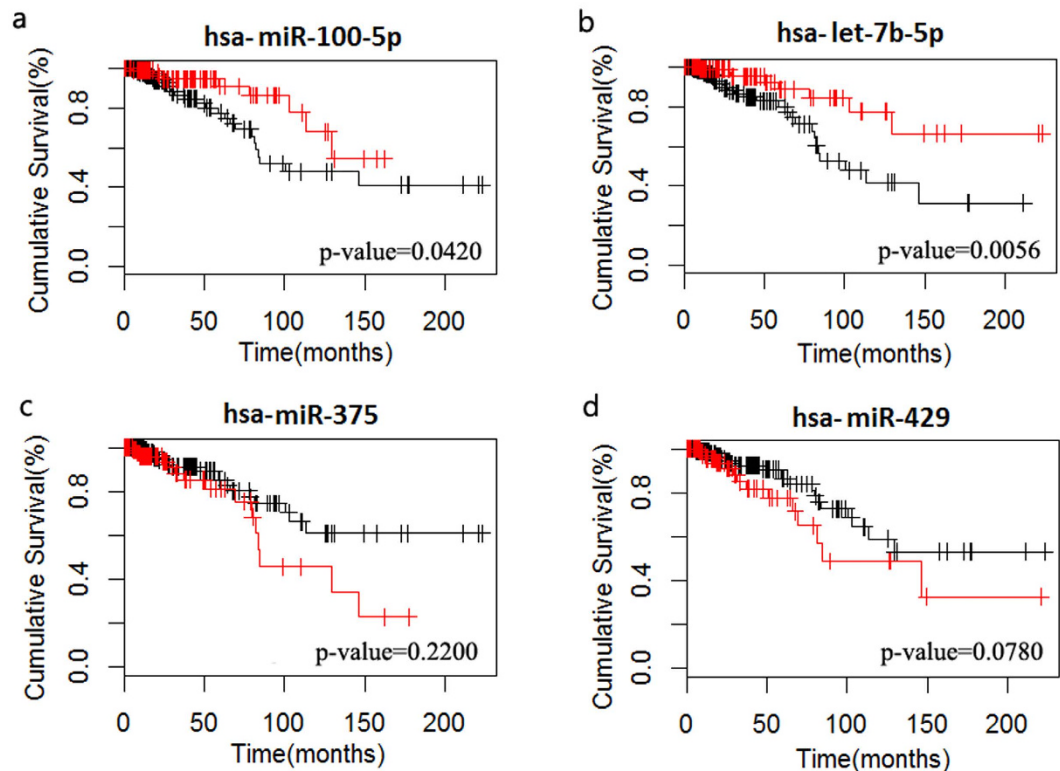 a
hsa-miR-100-5p
Cumulative Survival(%)
0.8
0.4
0.0
p-value=0.0420
0 50 100 150 200
Time(months)
b
hsa-let-7b-5p
Cumulative Survival(%)
0.8
0.4
0.0
p-value=0.0056
0 50 100 150 200
Time(months)
c
hsa-miR-375
Cumulative Survival(%)
0.8
0.4
0.0
p-value=0.2200
0 50 100 150 200
Time(months)
d
hsa-miR-429
Cumulative Survival(%)
0.8
0.4
0.0
p-value=0.0780
0 50 100 150 200
Time(months)